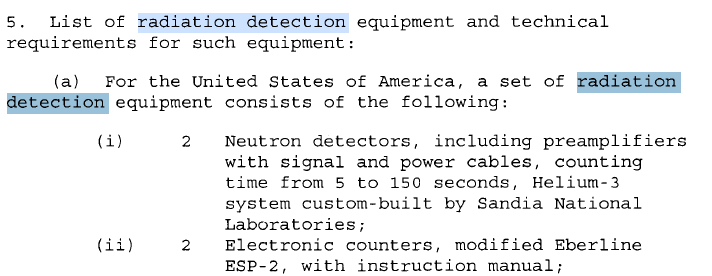 5. List of radiation detection equipment and technical
requirements for such equipment:
(a) For the United States of America, a set of radiation
detection equipment consists of the following:
(i) 2 Neutron detectors, including preamplifiers
with signal and power cables, counting
time from 5 to 150 seconds, Helium-3
system custom-built by Sandia National
Laboratories;
(ii) 2 Electronic counters, modified Eberline
ESP-2, with instruction manual;